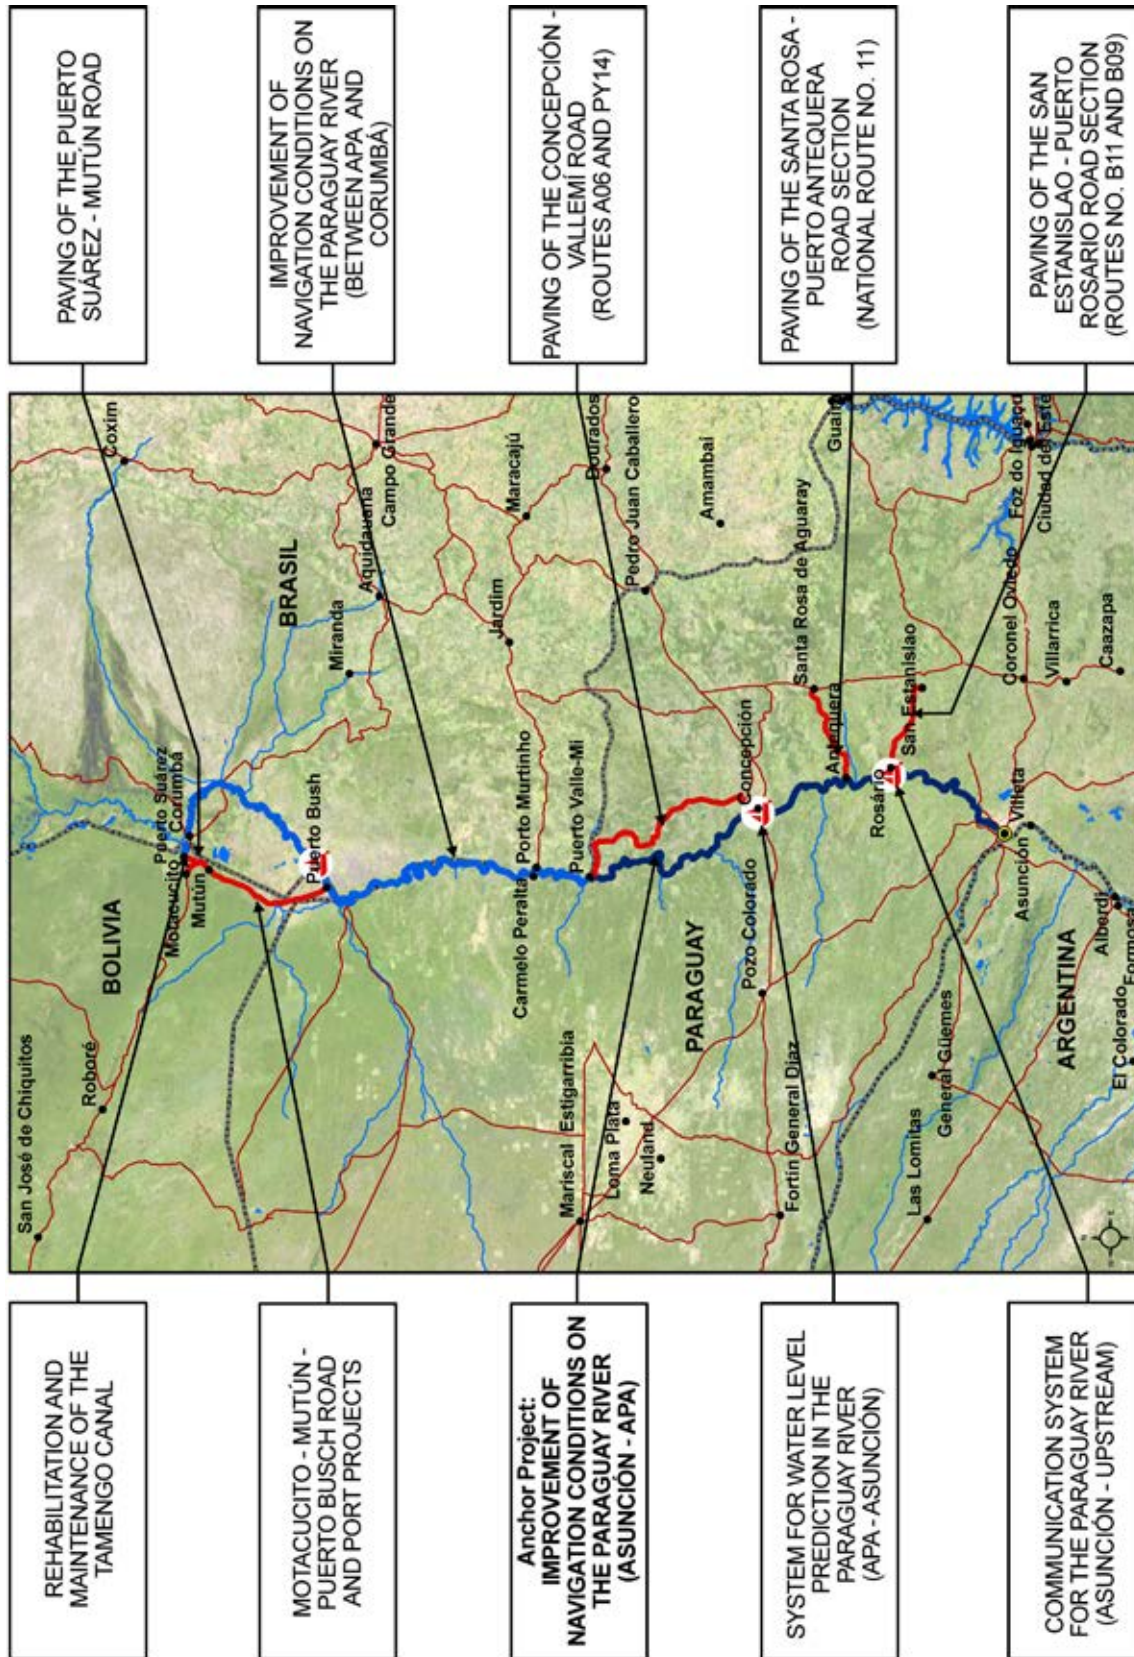 REHABILITATION AND
MAINTENANCE OF THE
TAMENGO CANAL
MOTACUCITO - MUTÚN -
PUERTO BUSCH ROAD
AND PORT PROJECTS
Anchor Project:
IMPROVEMENT OF
NAVIGATION CONDITIONS ON
THE PARAGUAY RIVER
(ASUNCIÓN - APA)
SYSTEM FOR WATER LEVEL
PREDICTION IN THE
PARAGUAY RIVER
(APA - ASUNCIÓN)
COMMUNICATION SYSTEM
FOR THE PARAGUAY RIVER
(ASUNCIÓN - UPSTREAM)
San José de Chiquitos
Roboré
BOLIVIA
Motacucito
Mutún
Puerto Suárez
Corumbá
Puerto Bush
Coxim
BRASIL
Miranda
Aquidauana
Campo Grande
Maracajú
Jardim
Dourados
Porto Murtinho
Carmelo Peralta
Puerto Valle-Mi
Pedro Juan Caballero
Amambai
Mariscal Estigarribia
Loma Plata
Neuland
PARAGUAY
Pozo Colorado
Fortin General Diaz
Concepción
Santa Rosa de Aguaray
Antequera
Guaira
Rosário
San Estanislao
Las Lomitas
General Güemes
Asunción
Villeta
Coronel Oviedo
Villarrica
Caazapa
Foz do Iguaçu
Ciudad del Este
ARGENTINA
Alberdi
Formosa
El Colorado
PAVING OF THE PUERTO
SUÁREZ - MUTÚN ROAD
IMPROVEMENT OF
NAVIGATION CONDITIONS ON
THE PARAGUAY RIVER
(BETWEEN APA AND
CORUMBÁ)
PAVING OF THE CONCEPCIÓN -
VALLEMÍ ROAD
(ROUTES A06 AND PY14)
PAVING OF THE SANTA ROSA -
PUERTO ANTEQUERA
ROAD SECTION
(NATIONAL ROUTE NO. 11)
PAVING OF THE SAN
ESTANISLAO - PUERTO
ROSARIO ROAD SECTION
(ROUTES NO. B11 AND B09)